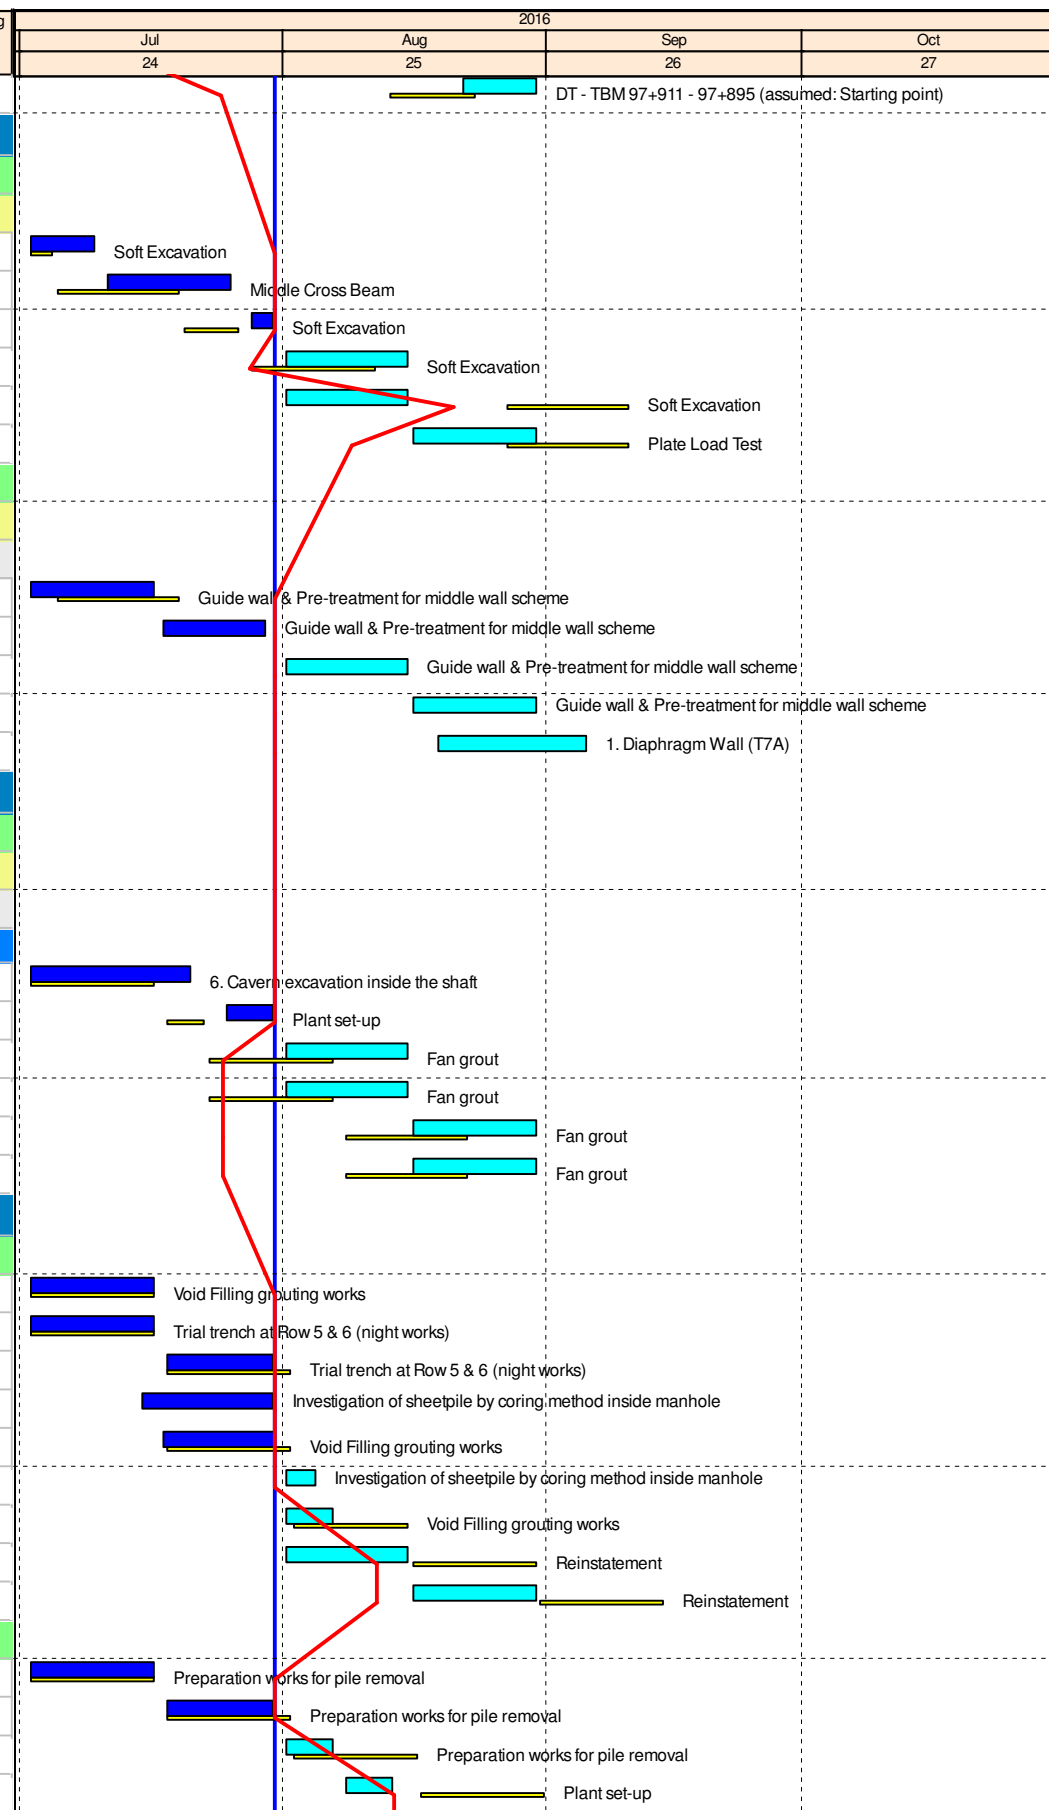 g
2016
Jul Aug Sep Oct
24 25 26 27
DT - TBM 97+911 - 97+895 (assumed: Starting point)
Soft Excavation
Middle Cross Beam
Soft Excavation
Soft Excavation
Soft Excavation
Plate Load Test
Guide wall & Pre-treatment for middle wall scheme
Guide wall & Pre-treatment for middle wall scheme
Guide wall & Pre-treatment for middle wall scheme
Guide wall & Pre-treatment for middle wall scheme
1. Diaphragm Wall (T7A)
6. Cavern excavation inside the shaft
Plant set-up
Fan grout
Fan grout
Fan grout
Fan grout
Void Filling grouting works
Trial trench at Row 5 & 6 (night works)
Trial trench at Row 5 & 6 (night works)
Investigation of sheetpile by coring method inside manhole
Void Filling grouting works
Investigation of sheetpile by coring method inside manhole
Void Filling grouting works
Reinstatement
Reinstatement
Preparation works for pile removal
Preparation works for pile removal
Preparation works for pile removal
Plant set-up